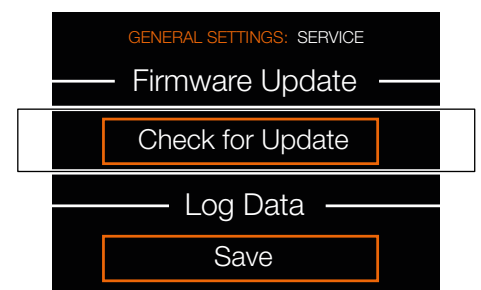 GENERAL SETTINGS: SERVICE
Firmware Update
Check for Update
Log Data
Save